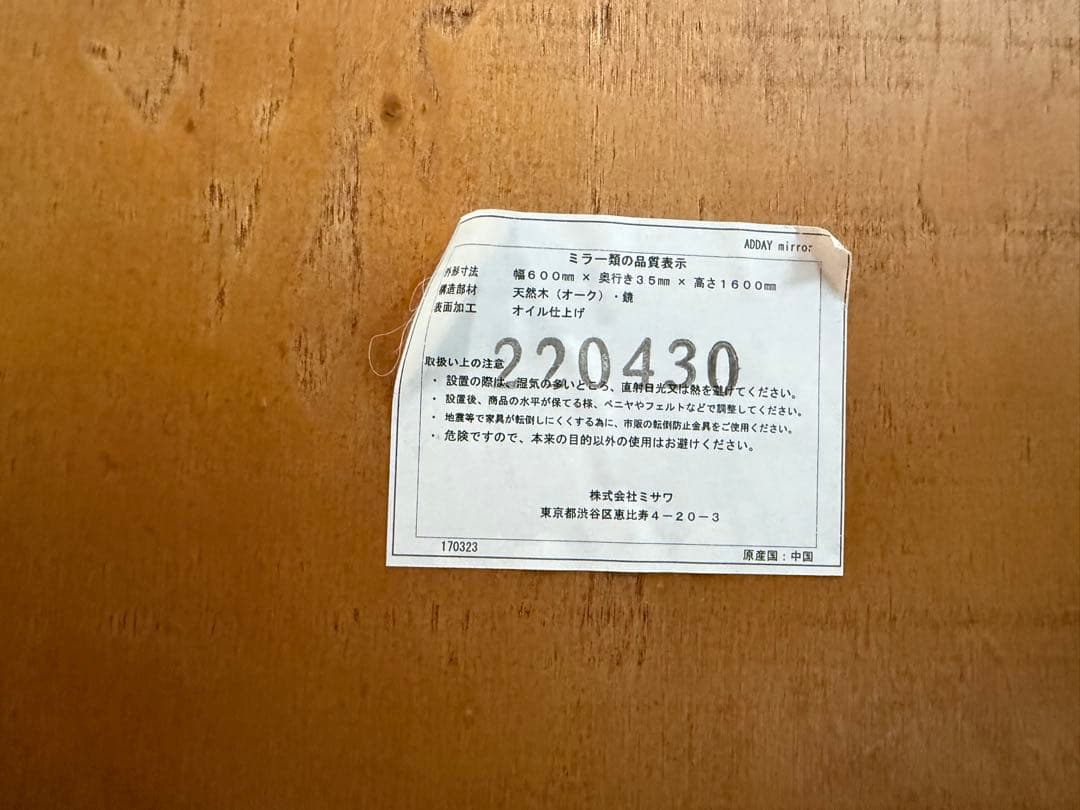 ADDAY mirror
ミラー類の品質表示
外形寸法 幅600mm × 奥行き35mm × 高さ1600mm
構造部材 天然木（オーク）・鏡
表面加工 オイル仕上げ
220430
取扱い上の注意
・ 設置の際は、湿気の多いところ、直射日光又は熱を避けてください。
・ 設置後、商品の水平が保てる様、ベニヤやフェルトなどで調整してください。
・ 地震等で家具が転倒しにくくする為に、市販の転倒防止金具をご使用ください。
・ 危険ですので、本来の目的以外の使用はお避けください。
株式会社ミサワ
東京都渋谷区恵比寿4－20－3
170323
原産国：中国